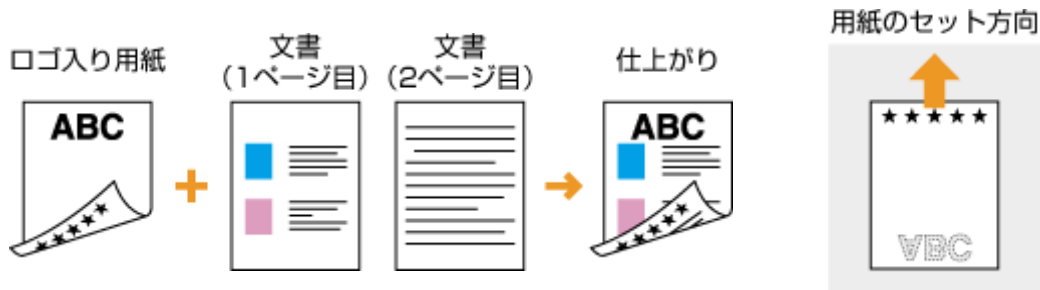 ロゴ入り用紙
ABC
文書
(1ページ目)
文書
(2ページ目)
仕上がり
ABC
用紙のセット方向
★★★★★
ABC